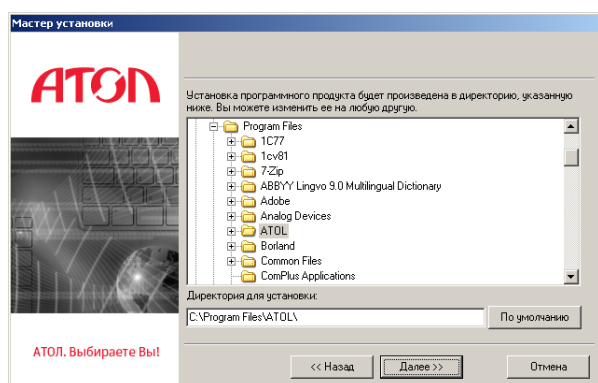 Мастер установки
АТОЛ
Установка программного продукта будет произведена в директорию, указанную
ниже. Вы можете изменить ее на любую другую.
Program Files
1C77
1cv81
7-Zip
ABBYY Lingvo 9.0 Multilingual Dictionary
Adobe
Analog Devices
ATOL
Borland
Common Files
ComPlus Applications
Директория для установки:
C:\Program Files\ATOL\
По умолчанию
АТОЛ. Выбираете Вы!
<< Назад
Далее >>
Отмена